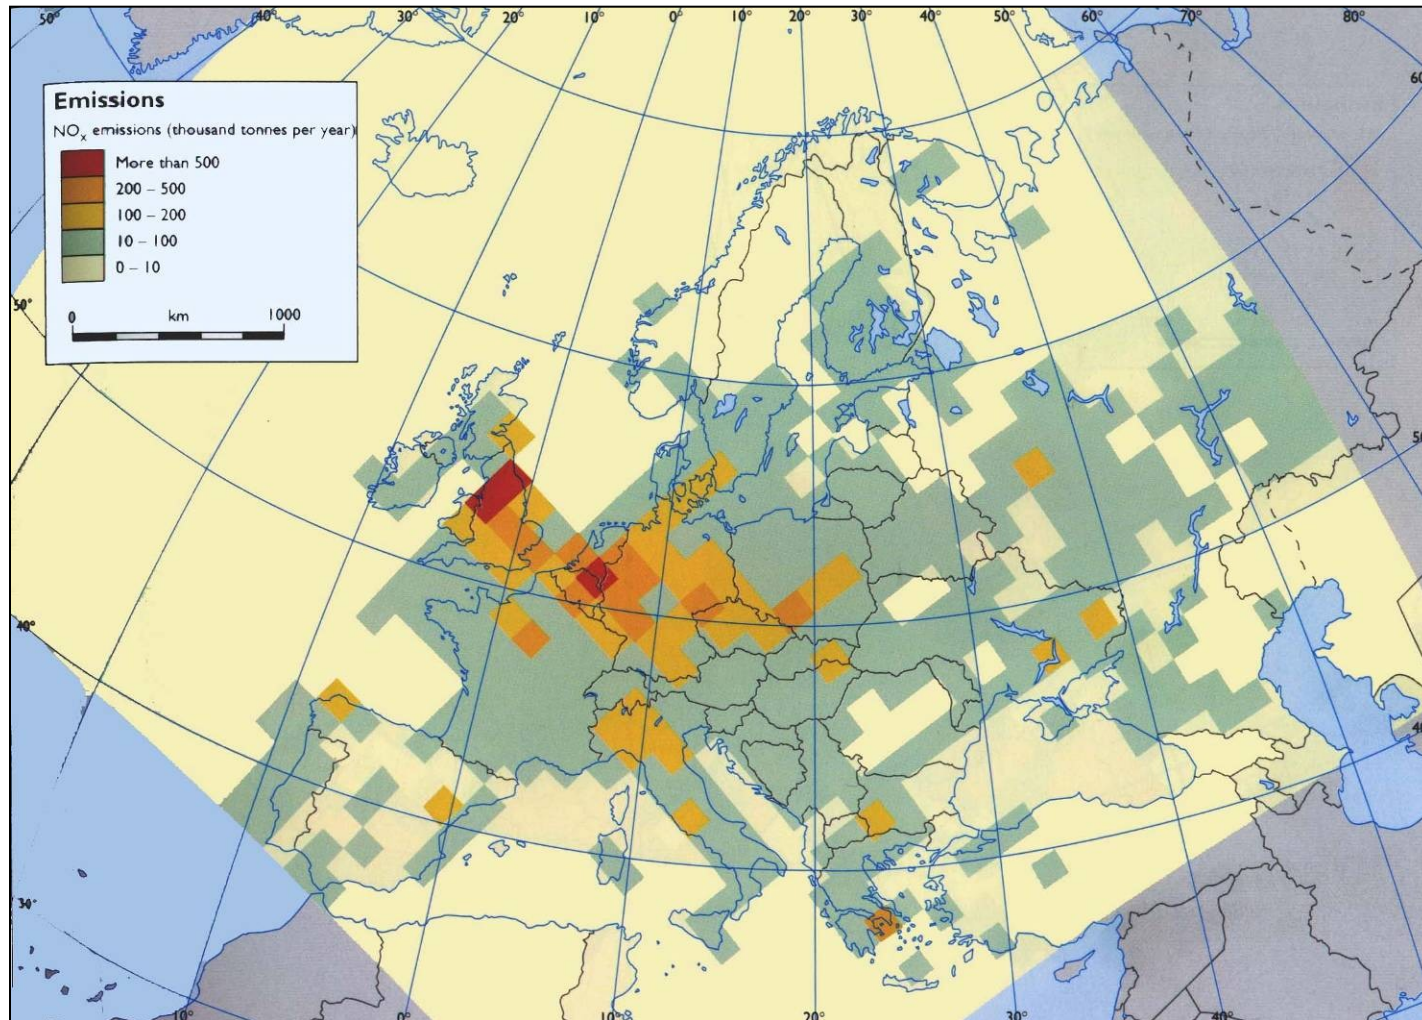 50° 40° 30° 20° 10° 0° 10° 20° 30° 40° 50° 60° 70° 80°
60
Emissions
NOₓ emissions (thousand tonnes per year)
More than 500
200 – 500
100 – 200
10 – 100
0 – 10
0 km 1000
50°
50
40°
40
30°
10° 0° 10° 20° 30° 40°